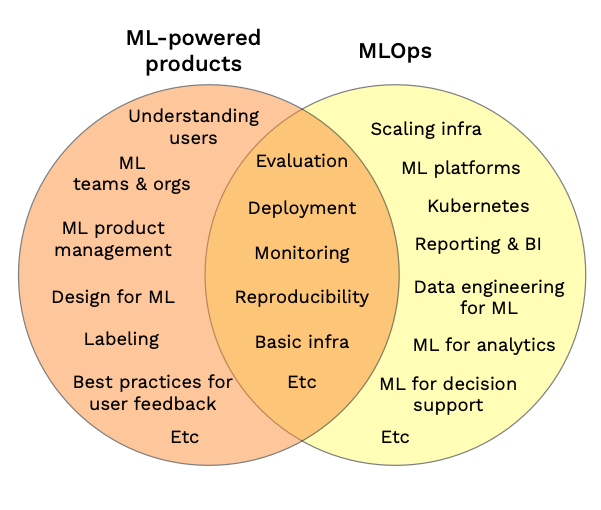 ML-powered
products
MLOps
Understanding
users
ML
teams & orgs
ML product
management
Design for ML
Labeling
Best practices for
user feedback
Etc
Evaluation
Deployment
Monitoring
Reproducibility
Basic infra
Etc
Scaling infra
ML platforms
Kubernetes
Reporting & BI
Data engineering
for ML
ML for analytics
ML for decision
support
Etc